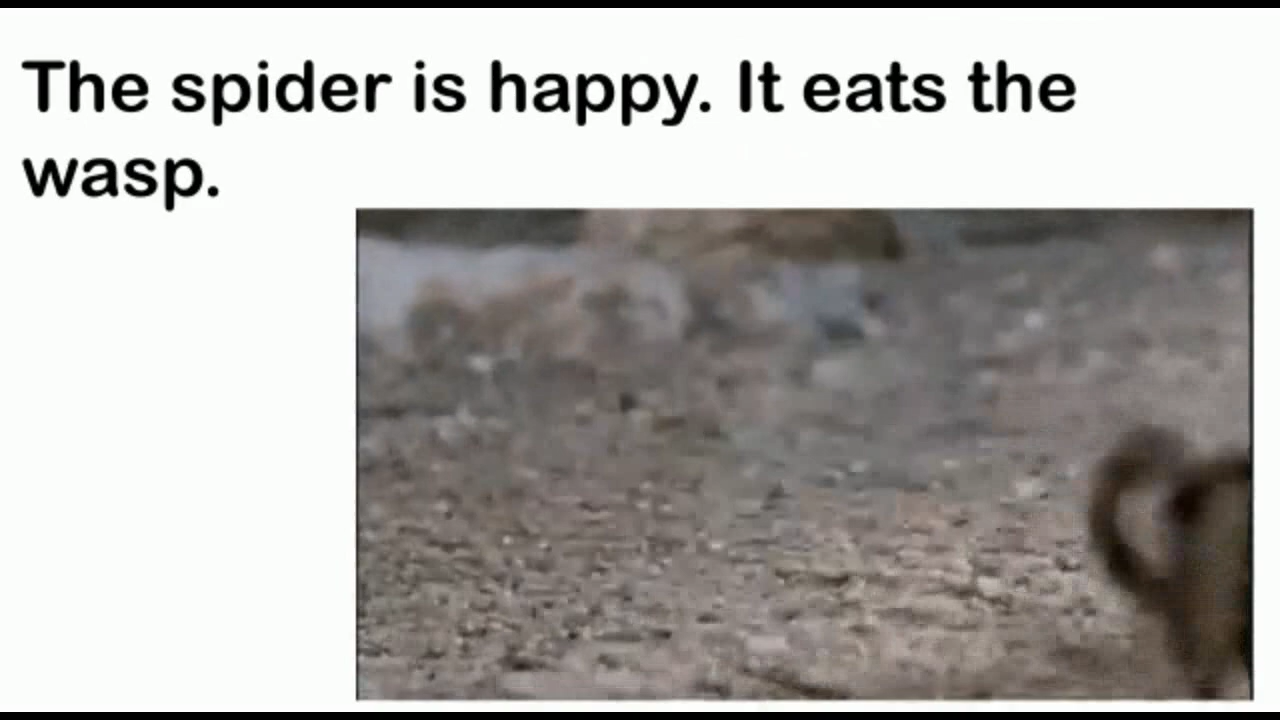 The spider is happy. It eats the
wasp.